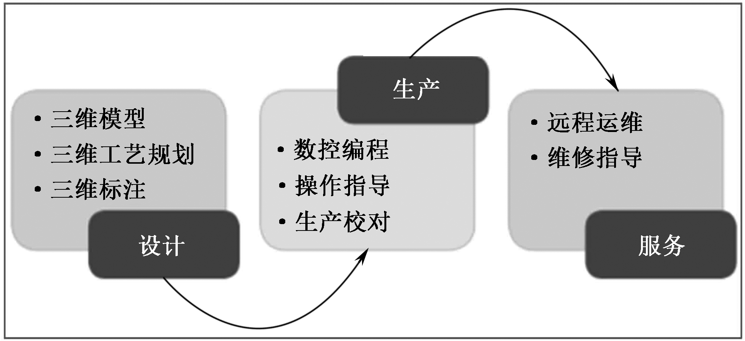 · 三维模型
· 三维工艺规划
· 三维标注
设计
生产
· 数控编程
· 操作指导
· 生产校对
· 远程运维
· 维修指导
服务